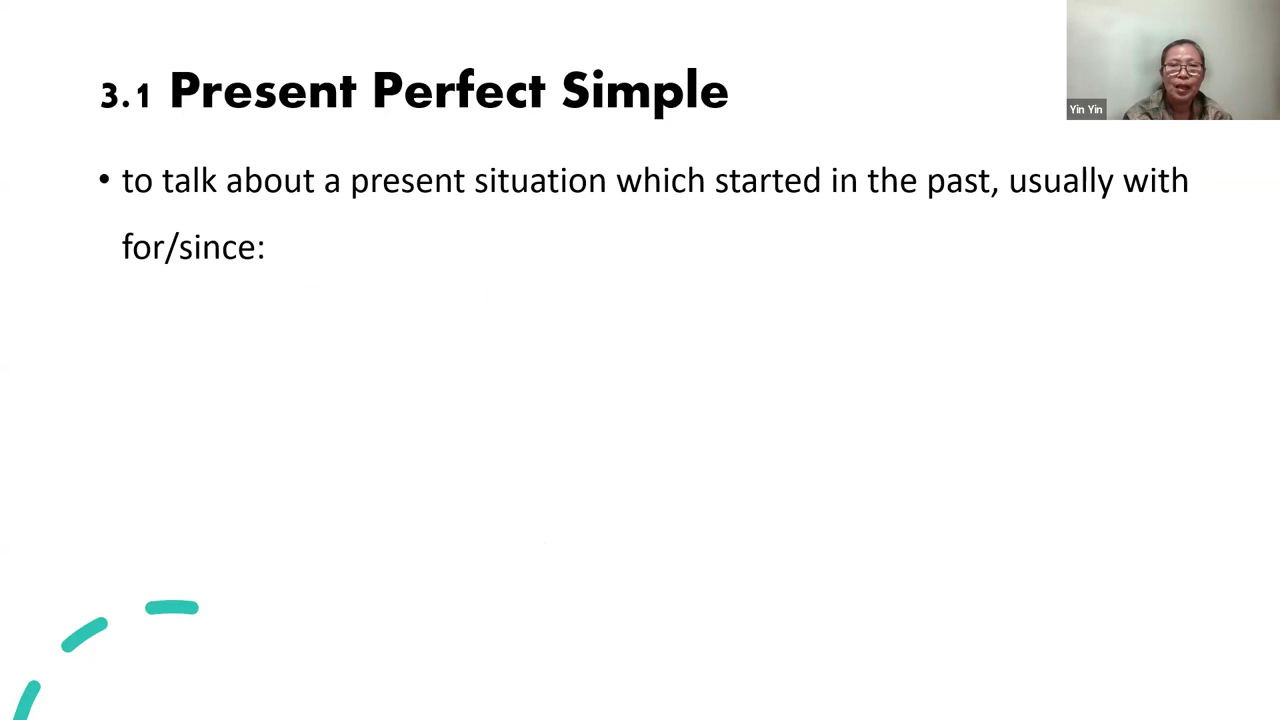 3.1 Present Perfect Simple
• to talk about a present situation which started in the past, usually with
for/since:
Yin Yin